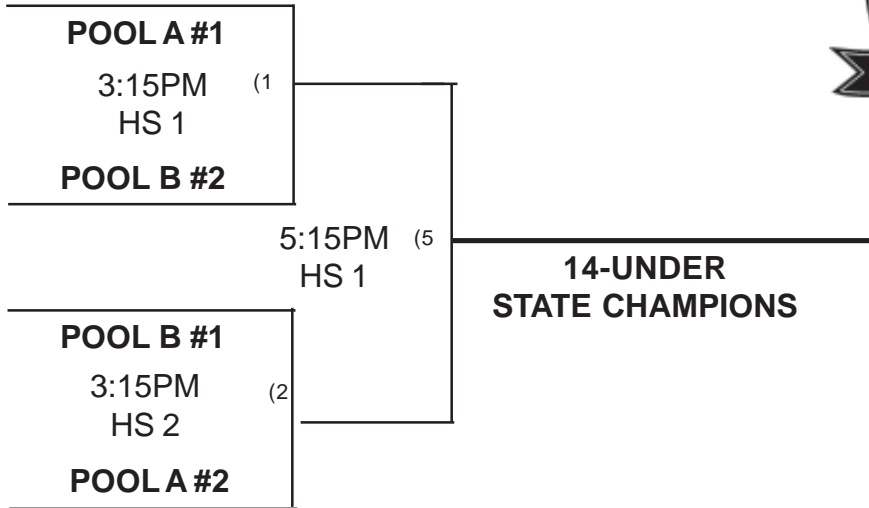 POOL A #1
3:15PM (1
HS 1
POOL B #2
5:15PM (5
HS 1
14-UNDER
STATE CHAMPIONS
POOL B #1
3:15PM (2
HS 2
POOL A #2